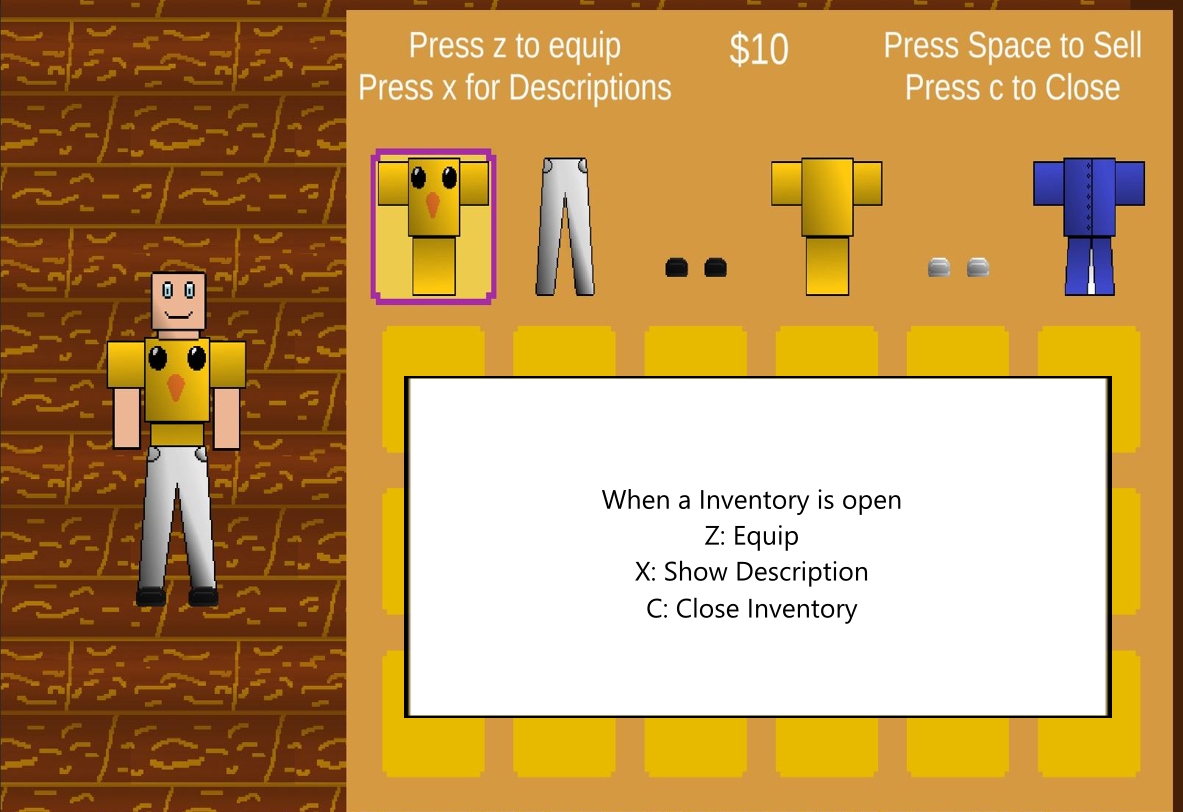 Press z to equip
Press x for Descriptions
$10
Press Space to Sell
Press c to Close
When a Inventory is open
Z: Equip
X: Show Description
C: Close Inventory